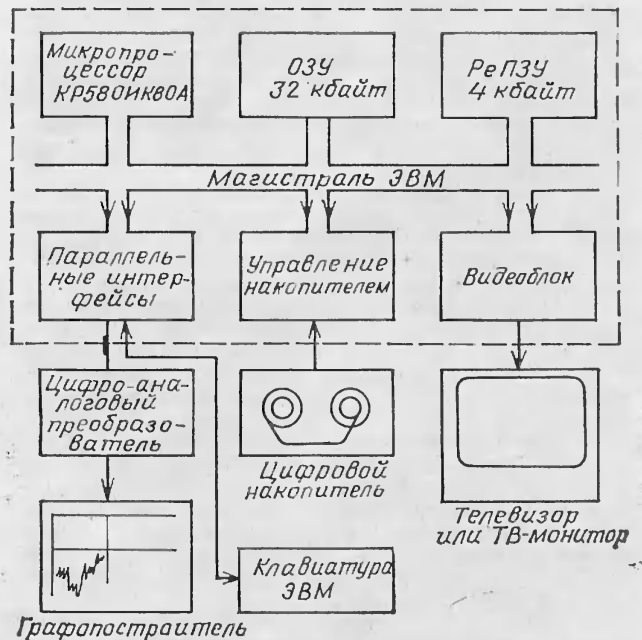 Микропро-
цессор
КР580ИК80А
ОЗУ
32 кбайт
РеПЗУ
4 кбайт
Магистраль ЭВМ
Параллель-
ные интер-
фейсы
Управление
накопителем
Видеоблок
Цифро-ана-
логовый
преобразо-
ватель
Цифровой
накопитель
Телевизор
или ТВ-монитор
Клавиатура
ЭВМ
Графопостроитель